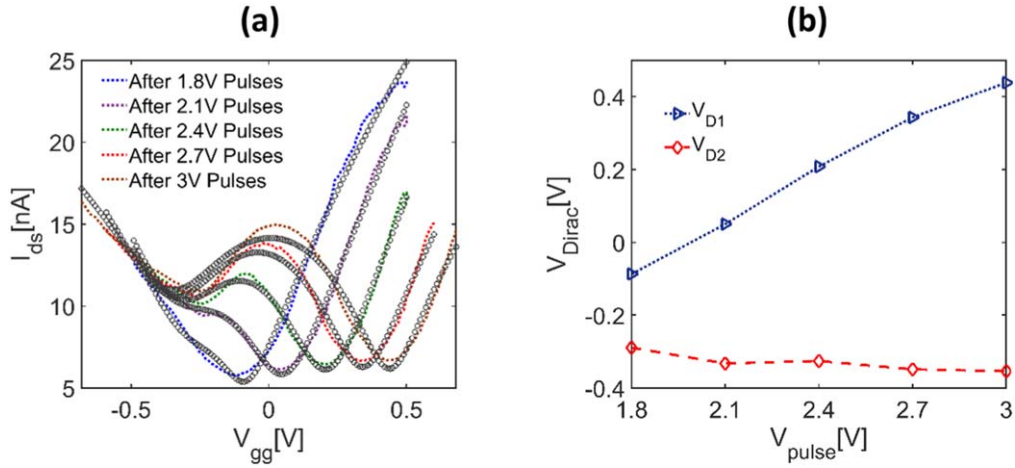 (a)
25
20
15
10
5
I_ds[nA]
After 1.8V Pulses
After 2.1V Pulses
After 2.4V Pulses
After 2.7V Pulses
After 3V Pulses
-0.5
0
0.5
V_gg[V]
(b)
0.4
0.2
0
-0.2
-0.4
V_Dirac[V]
V_D1
V_D2
1.8
2.1
2.4
2.7
3
V_pulse[V]